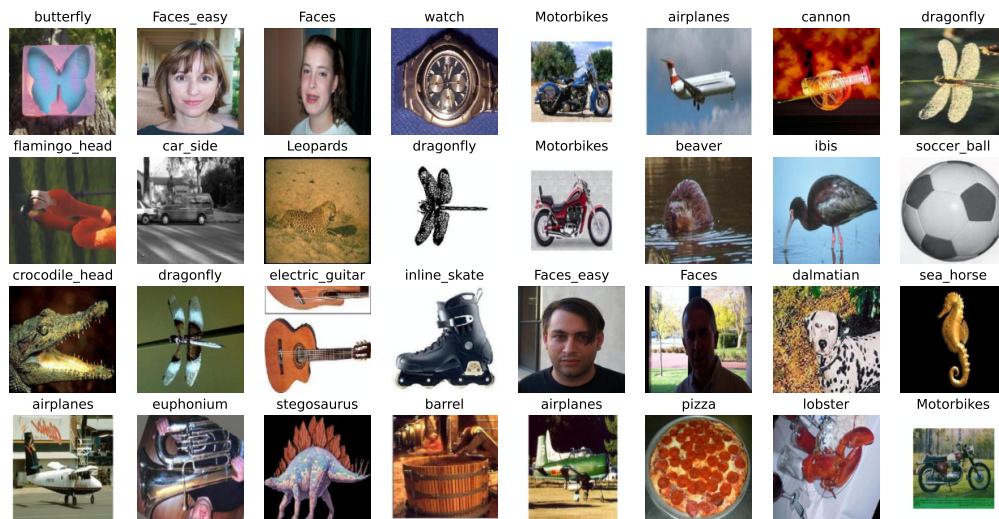 butterfly Faces_easy Faces watch Motorbikes airplanes cannon dragonfly
flamingo_head car_side Leopards dragonfly Motorbikes beaver ibis soccer_ball
crocodile_head dragonfly electric_guitar inline_skate Faces_easy Faces dalmatian sea_horse
airplanes euphonium stegosaurus barrel airplanes pizza lobster Motorbikes